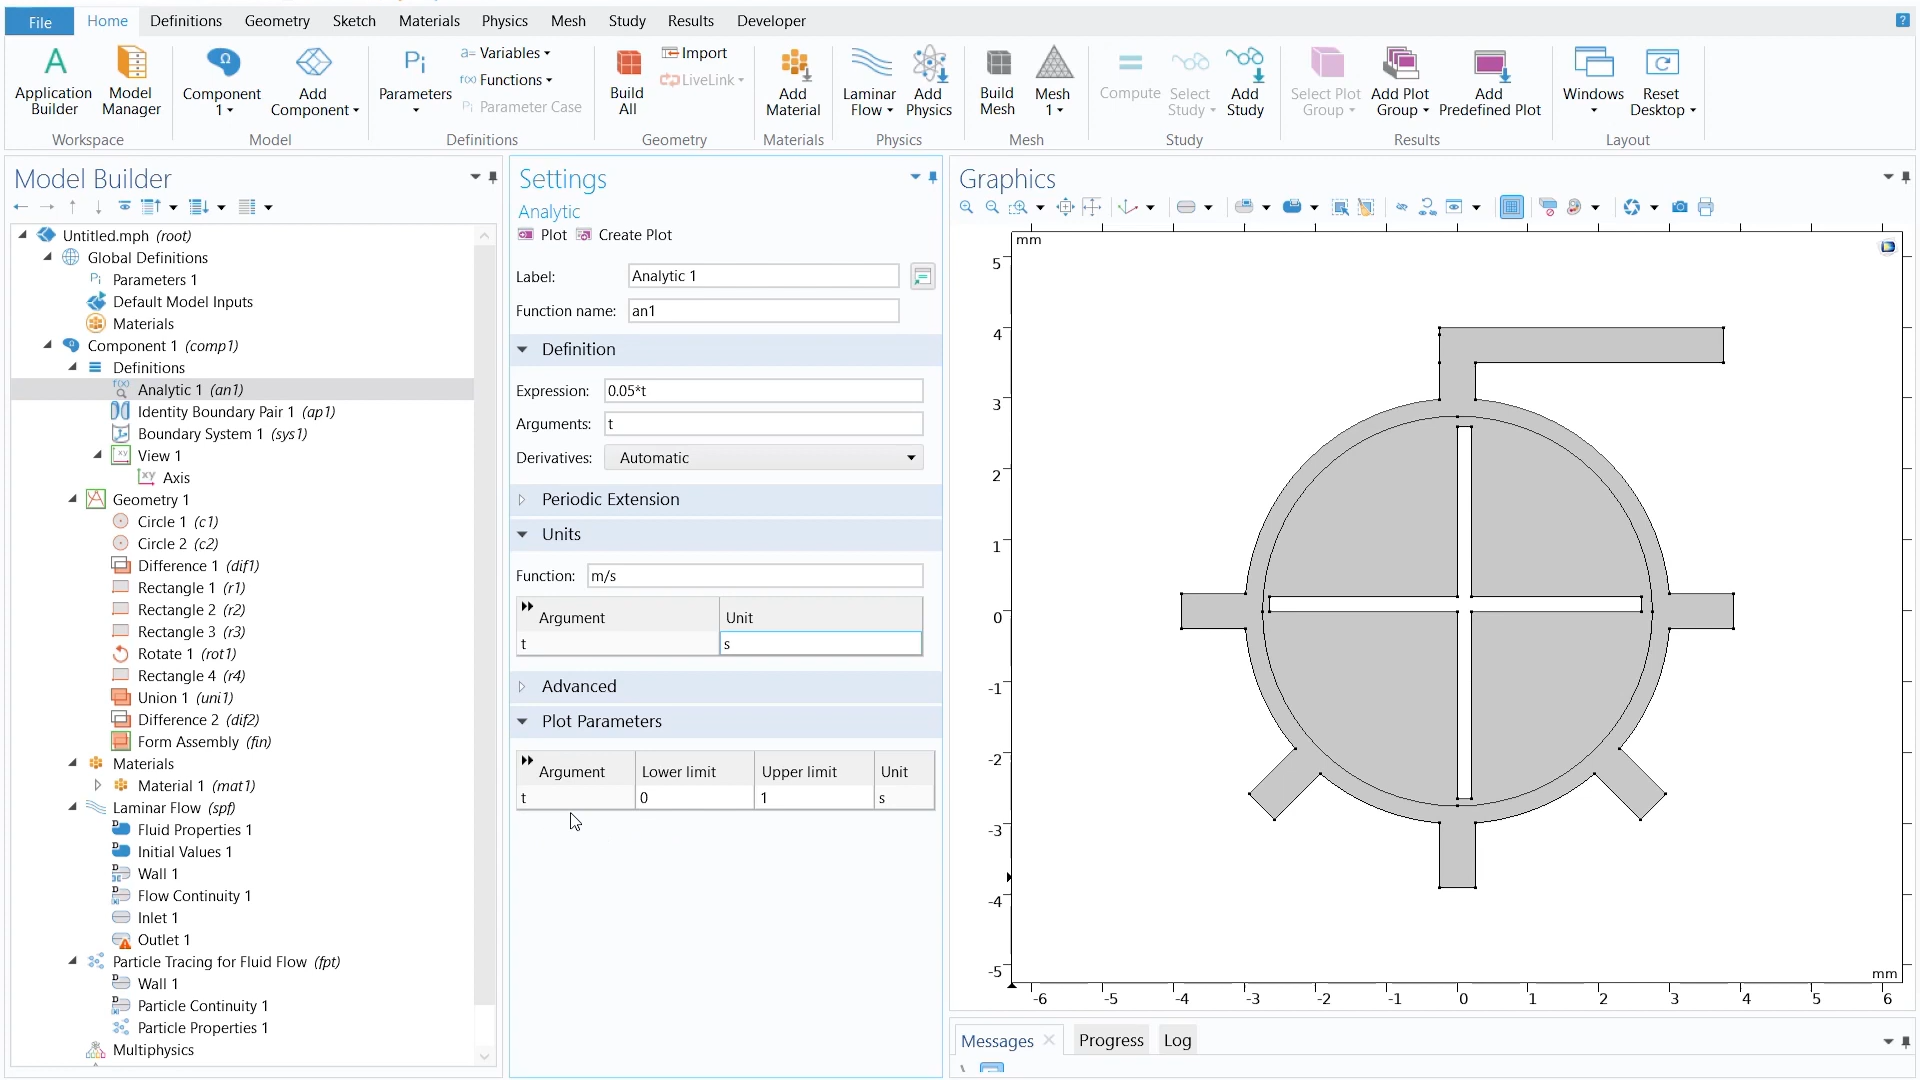 File Home Definitions Geometry Sketch Materials Physics Mesh Study Results Developer
Application Builder
Model Manager
Workspace
Component 1
Add Component
Model
Pi
Parameters
a= Variables
f(x) Functions
Pi Parameter Case
Definitions
Build All
Import
LiveLink
Geometry
Add Material
Materials
Laminar Flow
Add Physics
Physics
Build Mesh
Mesh 1
Mesh
Compute
Select Study
Add Study
Study
Select Plot Group
Add Plot Group
Add Predefined Plot
Results
Windows
Reset Desktop
Layout
Model Builder
Untitled.mph (root)
Global Definitions
Pi Parameters 1
Default Model Inputs
Materials
Component 1 (comp1)
Definitions
Analytic 1 (an1)
Identity Boundary Pair 1 (ap1)
Boundary System 1 (sys1)
View 1
Axis
Geometry 1
Circle 1 (c1)
Circle 2 (c2)
Difference 1 (dif1)
Rectangle 1 (r1)
Rectangle 2 (r2)
Rectangle 3 (r3)
Rotate 1 (rot1)
Rectangle 4 (r4)
Union 1 (uni1)
Difference 2 (dif2)
Form Assembly (fin)
Materials
Material 1 (mat1)
Laminar Flow (spf)
Fluid Properties 1
Initial Values 1
Wall 1
Flow Continuity 1
Inlet 1
Outlet 1
Particle Tracing for Fluid Flow (fpt)
Wall 1
Particle Continuity 1
Particle Properties 1
Multiphysics
Settings
Analytic
Plot Create Plot
Label: Analytic 1
Function name: an1
Definition
Expression: 0.05*t
Arguments: t
Derivatives: Automatic
Periodic Extension
Units
Function: m/s
Argument Unit
t s
Advanced
Plot Parameters
Argument Lower limit Upper limit Unit
t 0 1 s
Graphics
mm
5
4
3
2
1
0
-1
-2
-3
-4
-5
mm
-6 -5 -4 -3 -2 -1 0 1 2 3 4 5 6
Messages Progress Log